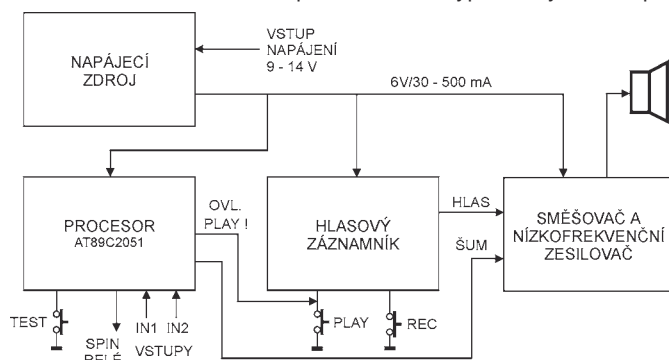 NAPÁJECÍ
ZDROJ
VSTUP
NAPÁJENÍ
9 - 14 V
6V/30 - 500 mA
PROCESOR
AT89C2051
OVL.
PLAY !
HLASOVÝ
ZÁZNAMNÍK
HLAS
ŠUM
SMĚŠOVAČ A
NÍZKOFREKVENČNÍ
ZESILOVAČ
TEST
SPIN
RELÉ
IN1 IN2
VSTUPY
PLAY
REC